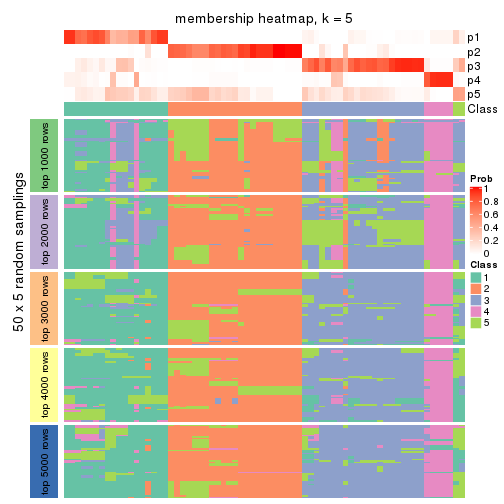 membership heatmap, k = 5
p1
p2
p3
p4
p5
Class
50 x 5 random samplings
top 1000 rows
top 2000 rows
top 3000 rows
top 4000 rows
top 5000 rows
Prob
1
0.8
0.6
0.4
0.2
0
Class
1
2
3
4
5